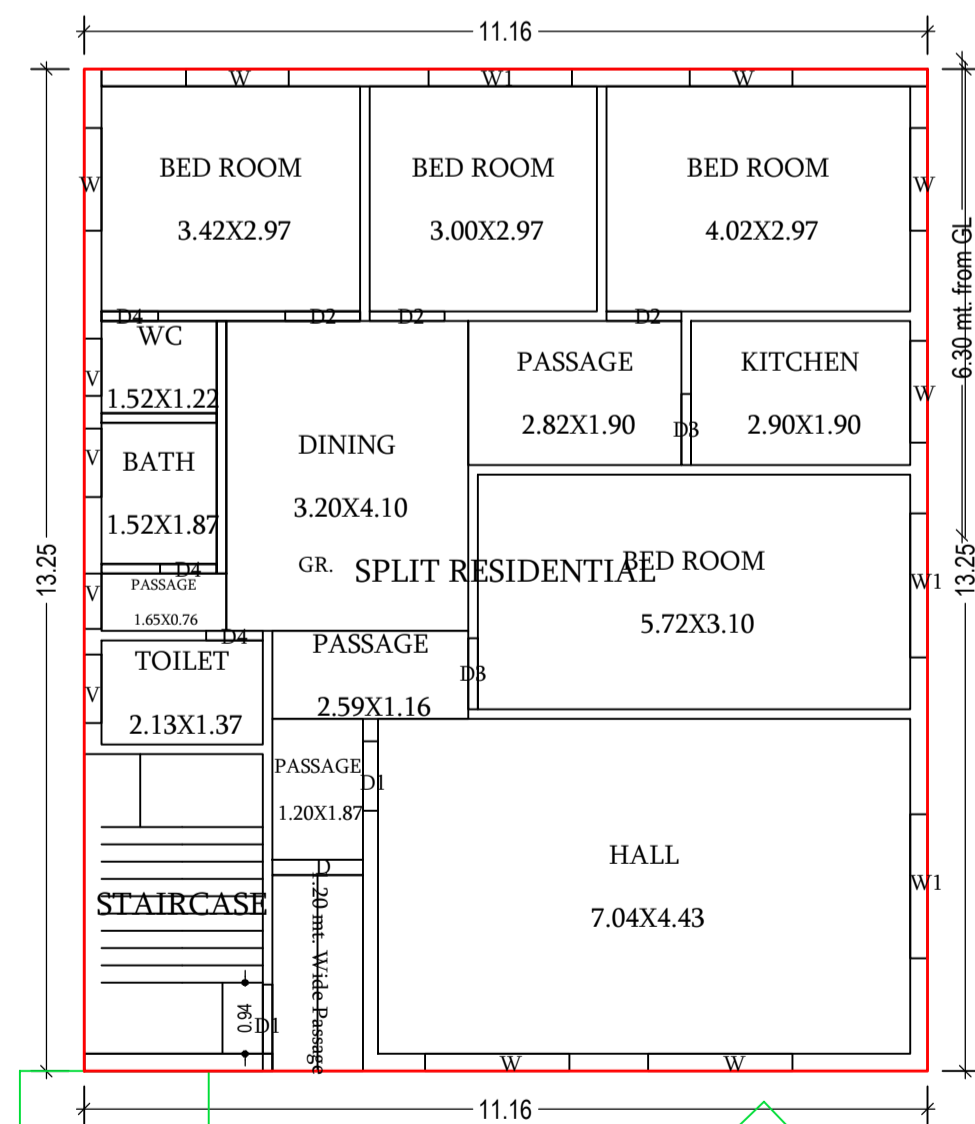 11.16
W
W1
W
BED ROOM
3.42X2.97
BED ROOM
3.00X2.97
BED ROOM
4.02X2.97
W
W
6.30 mt. from GL
D4
D2
D2
D2
WC
1.52X1.22
V
PASSAGE
2.82X1.90
D3
KITCHEN
2.90X1.90
W
DINING
3.20X4.10
BATH
1.52X1.87
V
D4
GR.
SPLIT RESIDENTIAL
BED ROOM
5.72X3.10
W1
13.25
13.25
PASSAGE
1.65X0.76
V
D4
PASSAGE
2.59X1.16
D3
TOILET
2.13X1.37
V
PASSAGE
1.20X1.87
D1
D
HALL
7.04X4.43
W1
STAIRCASE
1.20 mt. Wide Passage
0.94
D1
W
W
11.16